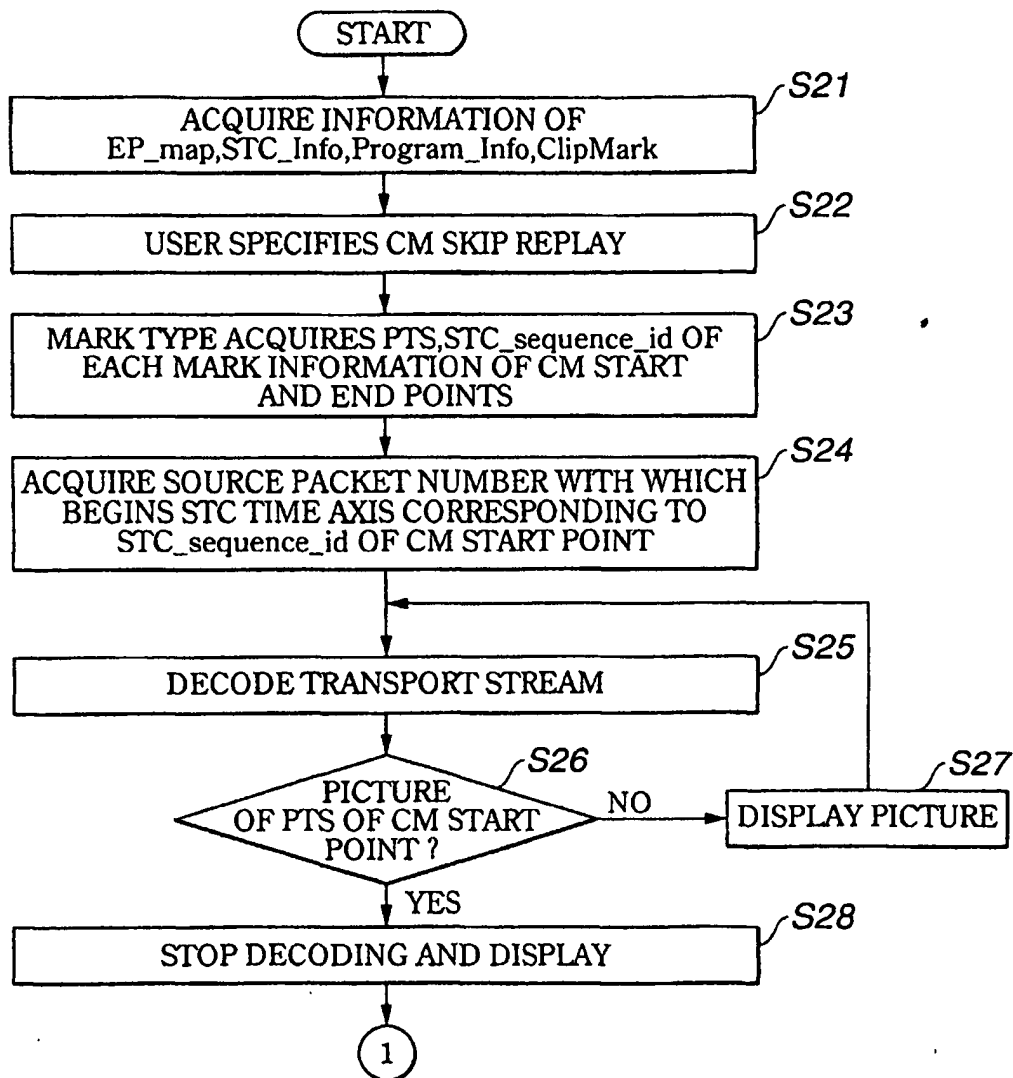 START
S21
ACQUIRE INFORMATION OF
EP_map,STC_Info,Program_Info,ClipMark
S22
USER SPECIFIES CM SKIP REPLAY
S23
MARK TYPE ACQUIRES PTS,STC_sequence_id OF
EACH MARK INFORMATION OF CM START
AND END POINTS
S24
ACQUIRE SOURCE PACKET NUMBER WITH WHICH
BEGINS STC TIME AXIS CORRESPONDING TO
STC_sequence_id OF CM START POINT
S25
DECODE TRANSPORT STREAM
S26
PICTURE
OF PTS OF CM START
POINT ?
NO
S27
DISPLAY PICTURE
YES
S28
STOP DECODING AND DISPLAY
1